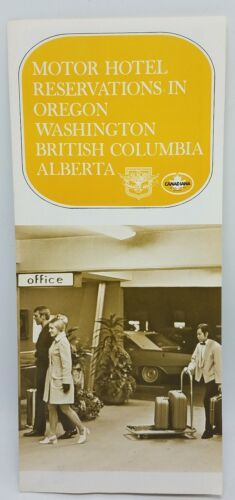 MOTOR HOTEL
RESERVATIONS IN
OREGON
WASHINGTON
BRITISH COLUMBIA
ALBERTA
CANADIANA
office